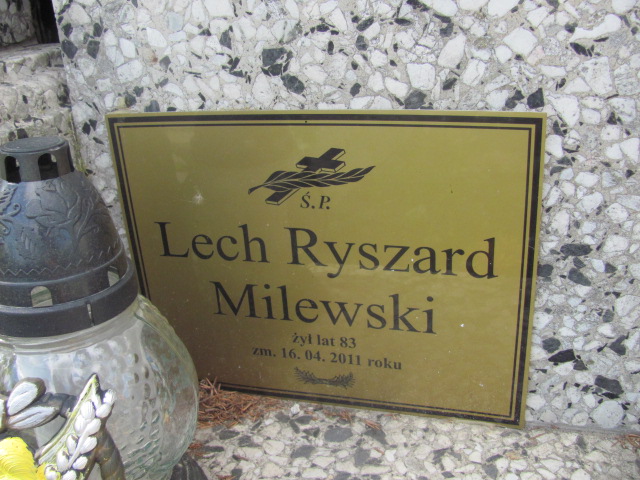 Ś.P.
Lech Ryszard
Milewski
żył lat 83
zm. 16. 04. 2011 roku